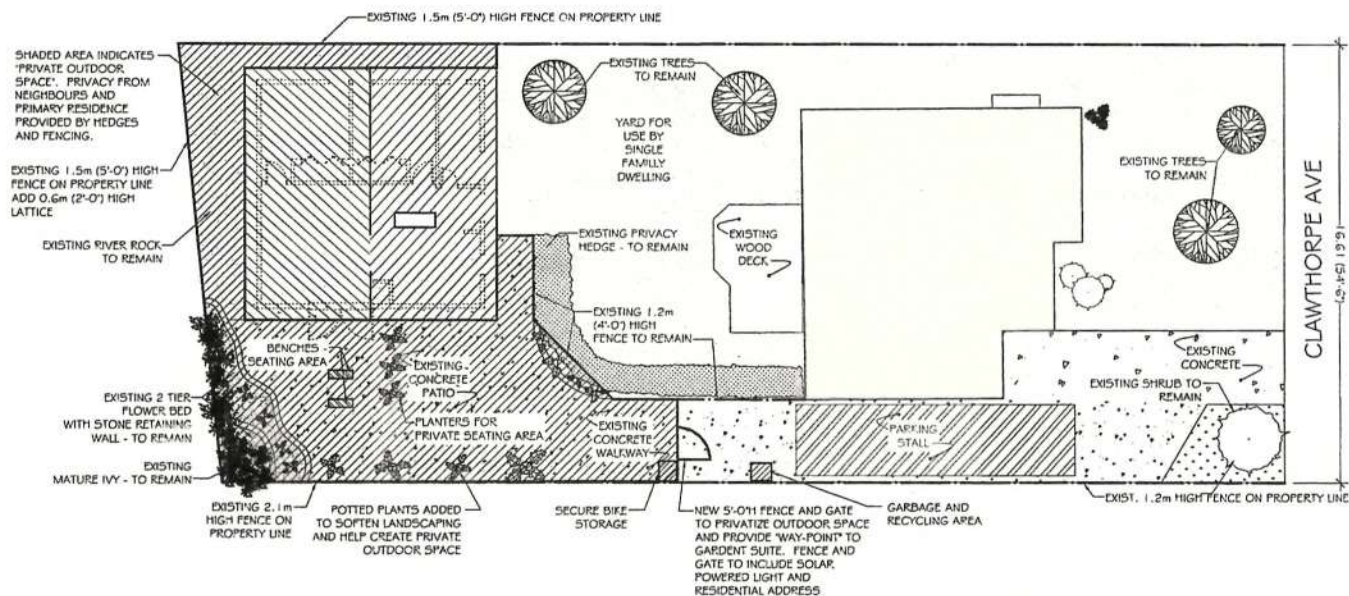 EXISTING 1.5m (5'-0") HIGH FENCE ON PROPERTY LINE
SHADED AREA INDICATES
"PRIVATE OUTDOOR
SPACE". PRIVACY FROM
NEIGHBOURS AND
PRIMARY RESIDENCE
PROVIDED BY HEDGES
AND FENCING.
EXISTING 1.5m (5'-0") HIGH
FENCE ON PROPERTY LINE
ADD 0.6m (2'-0") HIGH
LATTICE
EXISTING RIVER ROCK
TO REMAIN
EXISTING TREES
TO REMAIN
YARD FOR
USE BY
SINGLE
FAMILLY
DWELLING
EXISTING TREES
TO REMAIN
EXISTING PRIVACY
HEDGE - TO REMAIN
EXISTING
WOOD
DECK
EXISTING 1.2m
(4'-0") HIGH
FENCE TO REMAIN
CLAWTHORPE AVE
16.61 (54'-6")
BENCHES -
SEATING AREA
EXISTING
CONCRETE
PATIO
PLANTERS FOR
PRIVATE SEATING AREA
EXISTING 2 TIER
FLOWER BED
WITH STONE RETAINING
WALL - TO REMAIN
EXISTING
MATURE IVY - TO REMAIN
EXISTING
CONCRETE
WALKWAY
PARKING
STALL
EXISTING
CONCRETE
EXISTING SHRUB TO
REMAIN
EXISTING 2.1m
HIGH FENCE ON
PROPERTY LINE
POTTED PLANTS ADDED
TO SOFTEN LANDSCAPING
AND HELP CREATE PRIVATE
OUTDOOR SPACE
SECURE BIKE
STORAGE
NEW 5'-0"H FENCE AND GATE
TO PRIVATIZE OUTDOOR SPACE
AND PROVIDE "WAY-POINT" TO
GARDENT SUITE. FENCE AND
GATE TO INCLUDE SOLAR
POWERED LIGHT AND
RESIDENTIAL ADDRESS
GARBAGE AND
RECYCLING AREA
EXIST. 1.2m HIGH FENCE ON PROPERTY LINE